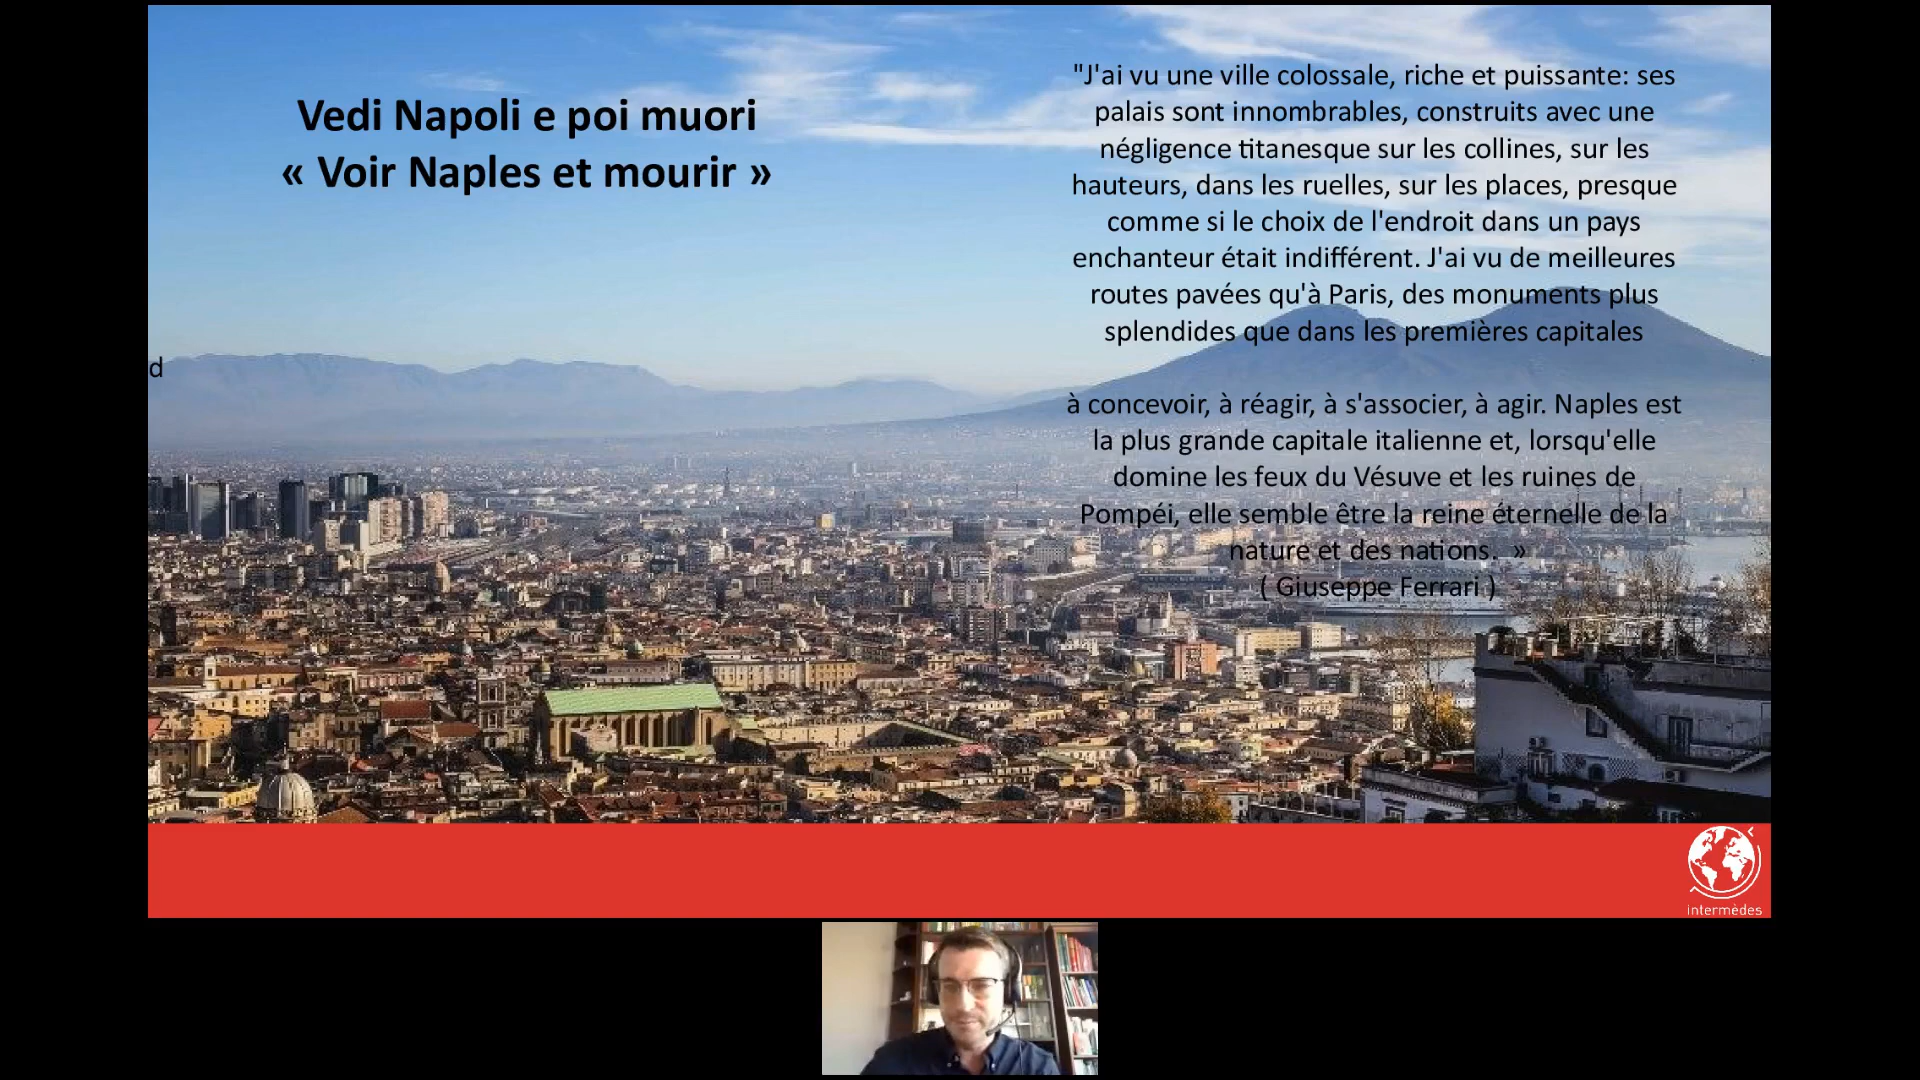 Vedi Napoli e poi muori
« Voir Naples et mourir »
"J'ai vu une ville colossale, riche et puissante: ses
palais sont innombrables, construits avec une
négligence titanesque sur les collines, sur les
hauteurs, dans les ruelles, sur les places, presque
comme si le choix de l'endroit dans un pays
enchanteur était indifférent. J'ai vu de meilleures
routes pavées qu'à Paris, des monuments plus
splendides que dans les premières capitales
d
à concevoir, à réagir, à s'associer, à agir. Naples est
la plus grande capitale italienne et, lorsqu'elle
domine les feux du Vésuve et les ruines de
Pompéi, elle semble être la reine éternelle de la
nature et des nations. »
( Giuseppe Ferrari )
intermèdes